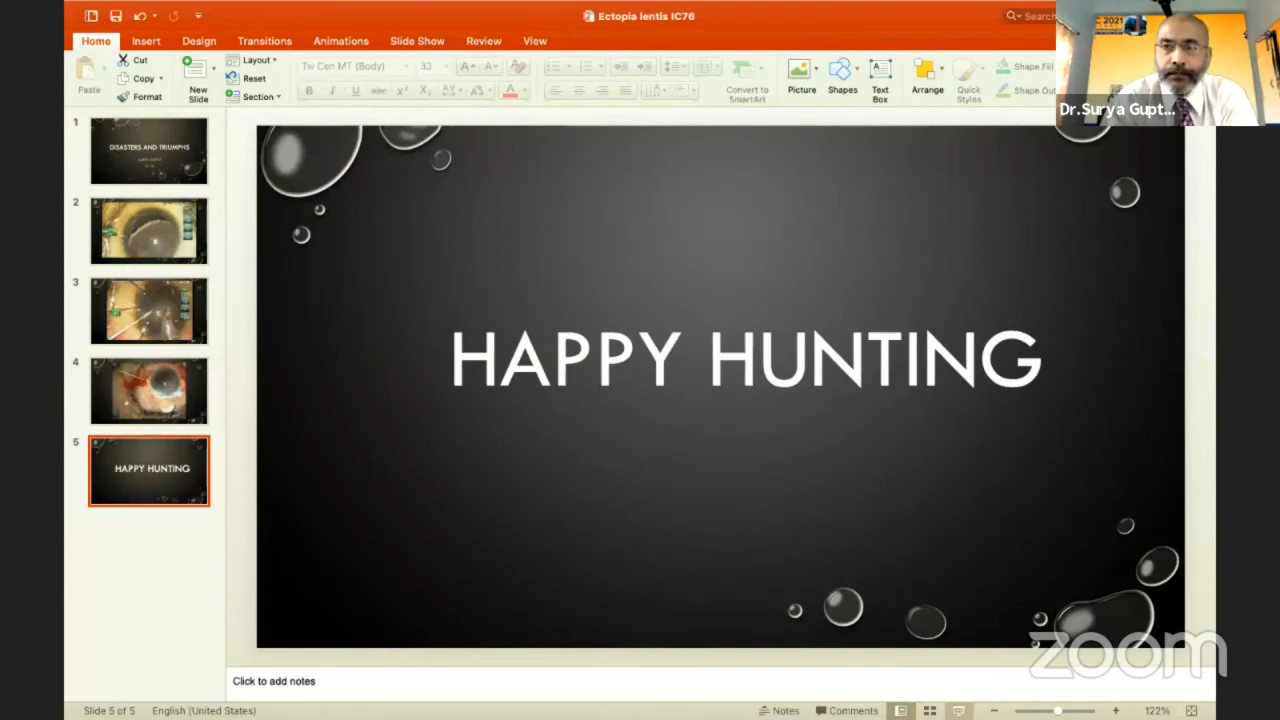 Ectopia lentis IC76
Search
Home Insert Design Transitions Animations Slide Show Review View
Paste
Cut
Copy
Format
New
Slide
Layout
Reset
Section
Tw Cen MT (Body) 33
Convert to
SmartArt
Picture
Shapes
Text
Box
Arrange
Quick
Styles
Shape Fill
Shape Out
C 2021
Dr.Surya Gupt...
1
DISASTERS AND TRIUMPHS
2
3
4
5
HAPPY HUNTING
HAPPY HUNTING
zoom
Click to add notes
Slide 5 of 5 English (United States) Notes Comments 122%